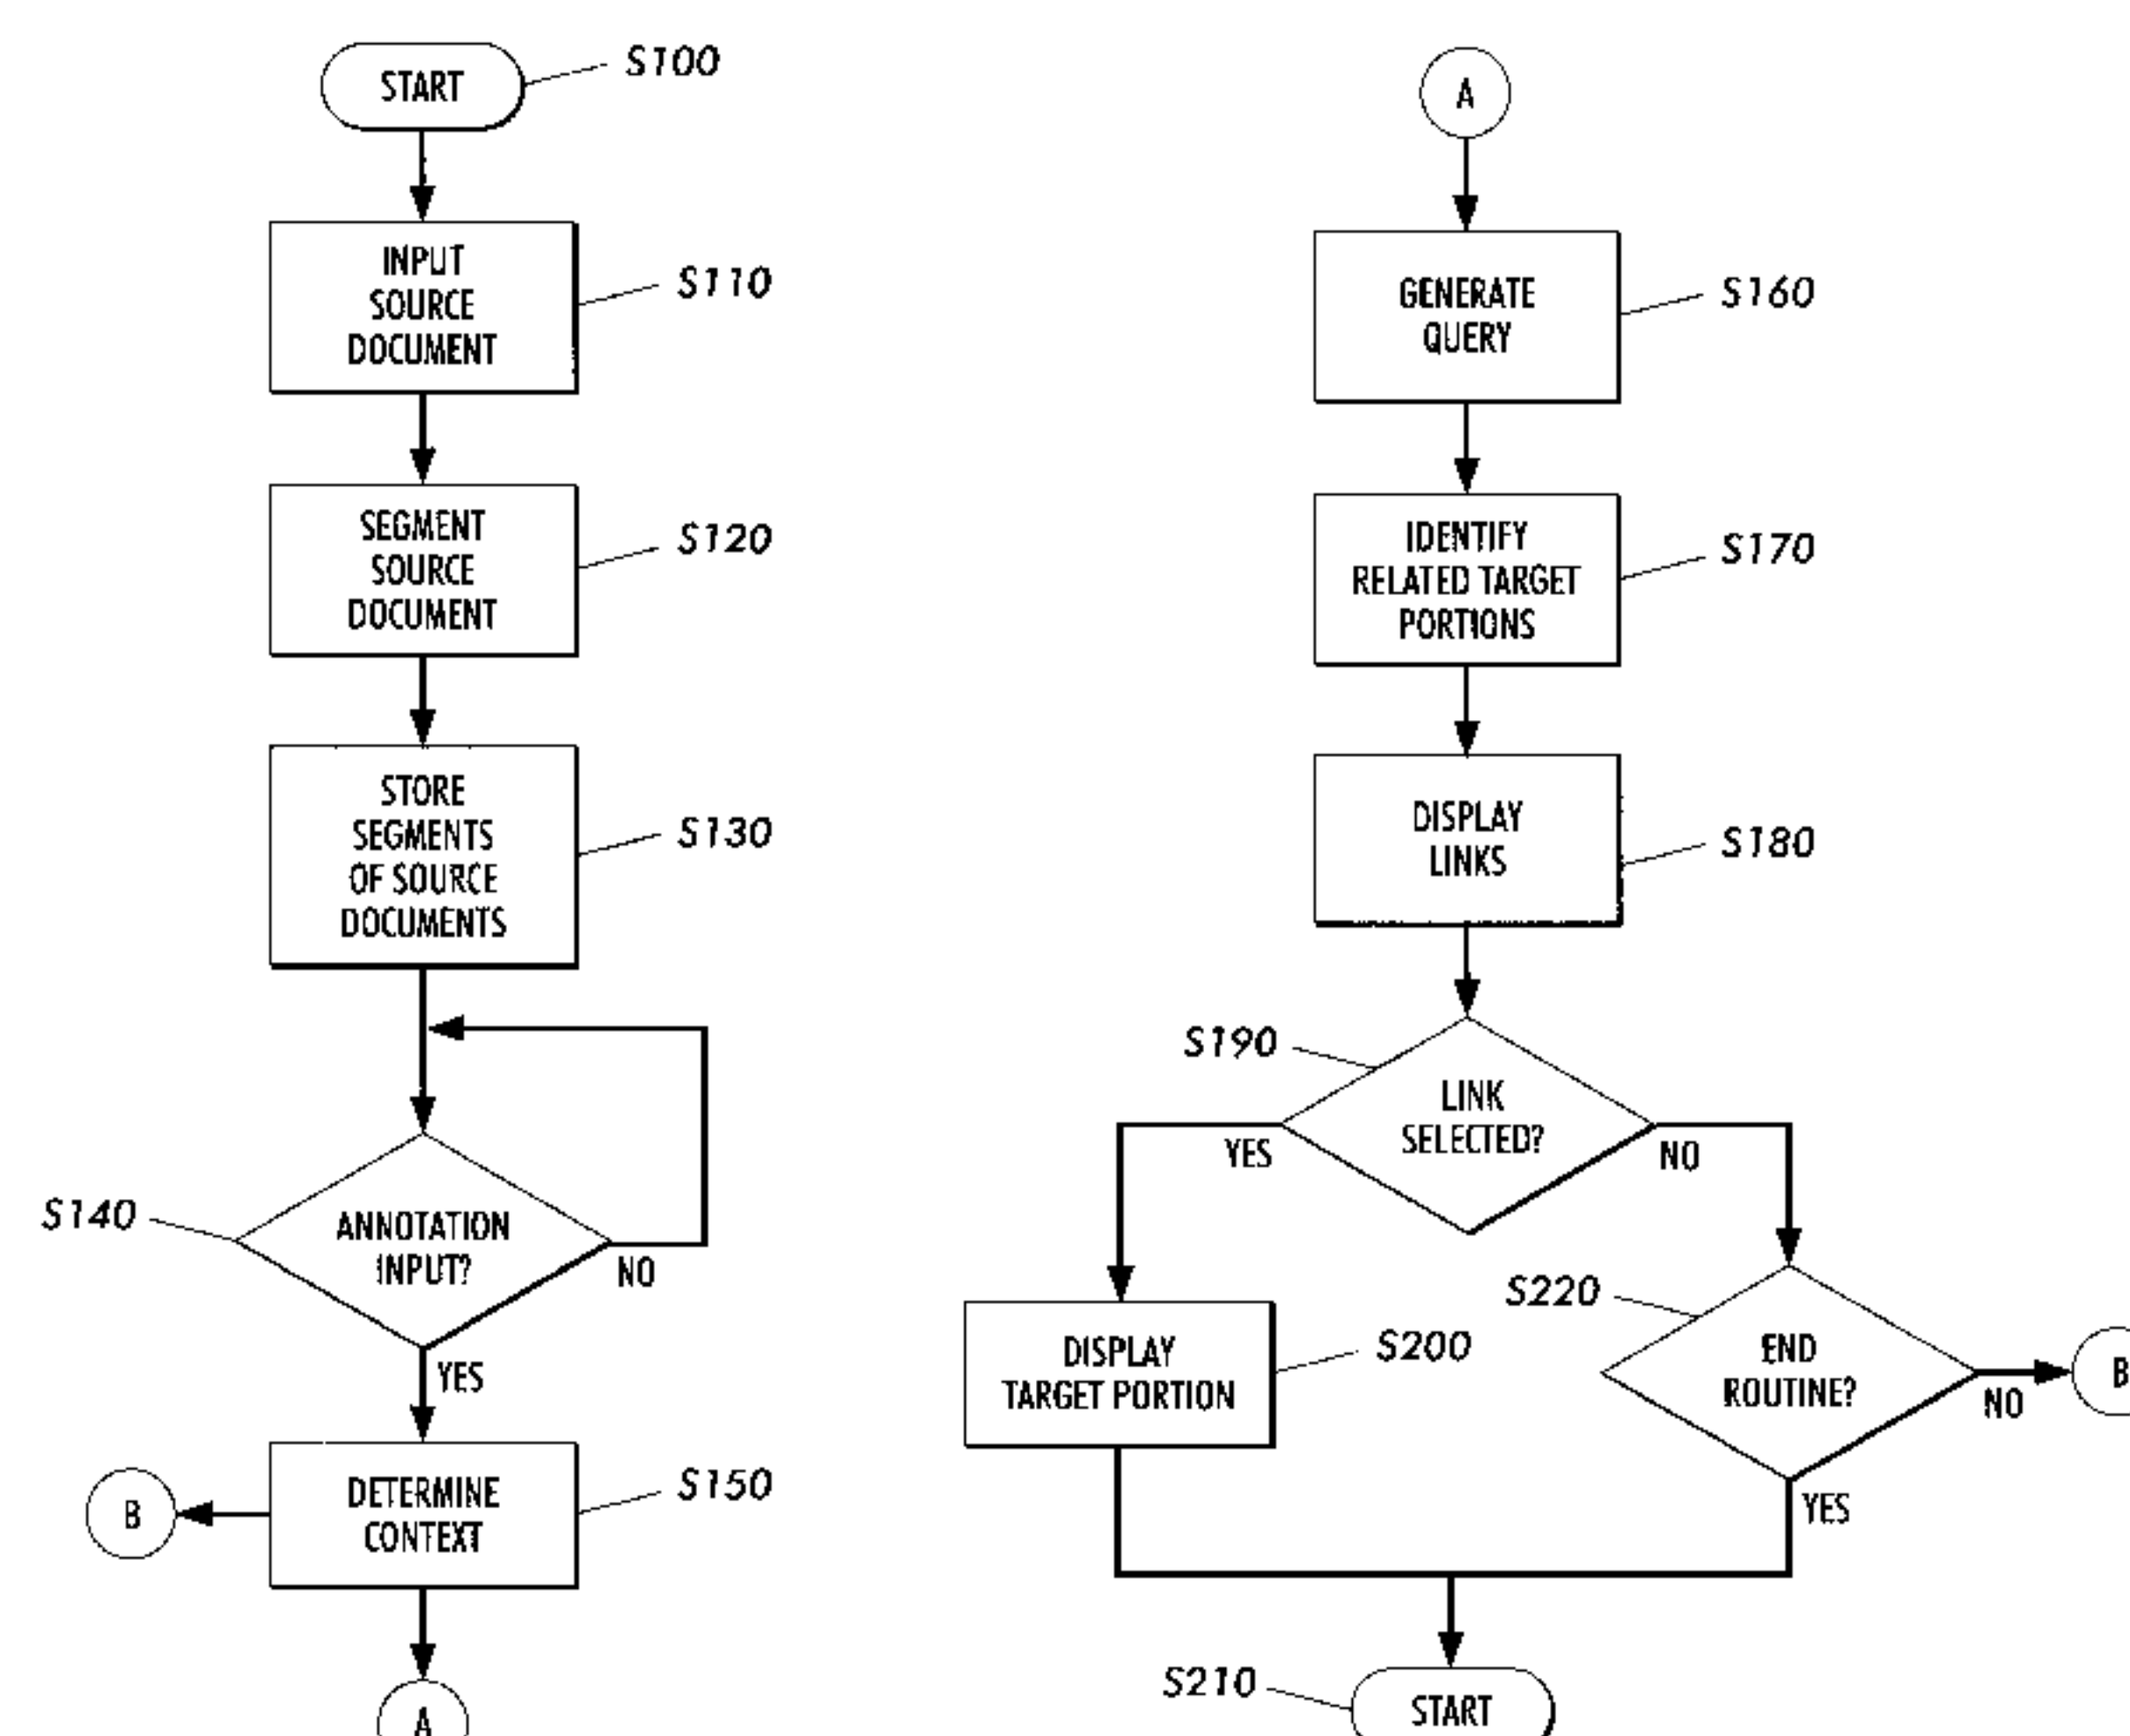 START
S100
INPUT
SOURCE
DOCUMENT
S110
SEGMENT
SOURCE
DOCUMENT
S120
STORE
SEGMENTS
OF SOURCE
DOCUMENTS
S130
S140
ANNOTATION
INPUT?
NO
YES
B
DETERMINE
CONTEXT
S150
A
A
GENERATE
QUERY
S160
IDENTIFY
RELATED TARGET
PORTIONS
S170
DISPLAY
LINKS
S180
S190
LINK
SELECTED?
YES
NO
DISPLAY
TARGET PORTION
S200
S220
END
ROUTINE?
NO
B
YES
S210
START